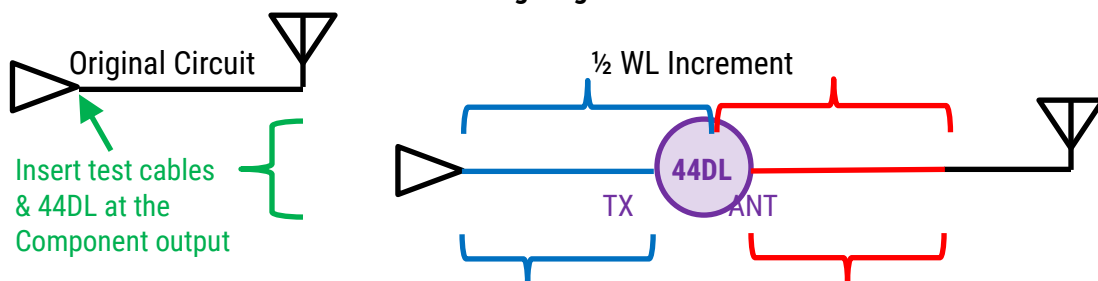 Original Circuit
½ WL Increment
Insert test cables
& 44DL at the
Component output
44DL
TX
ANT